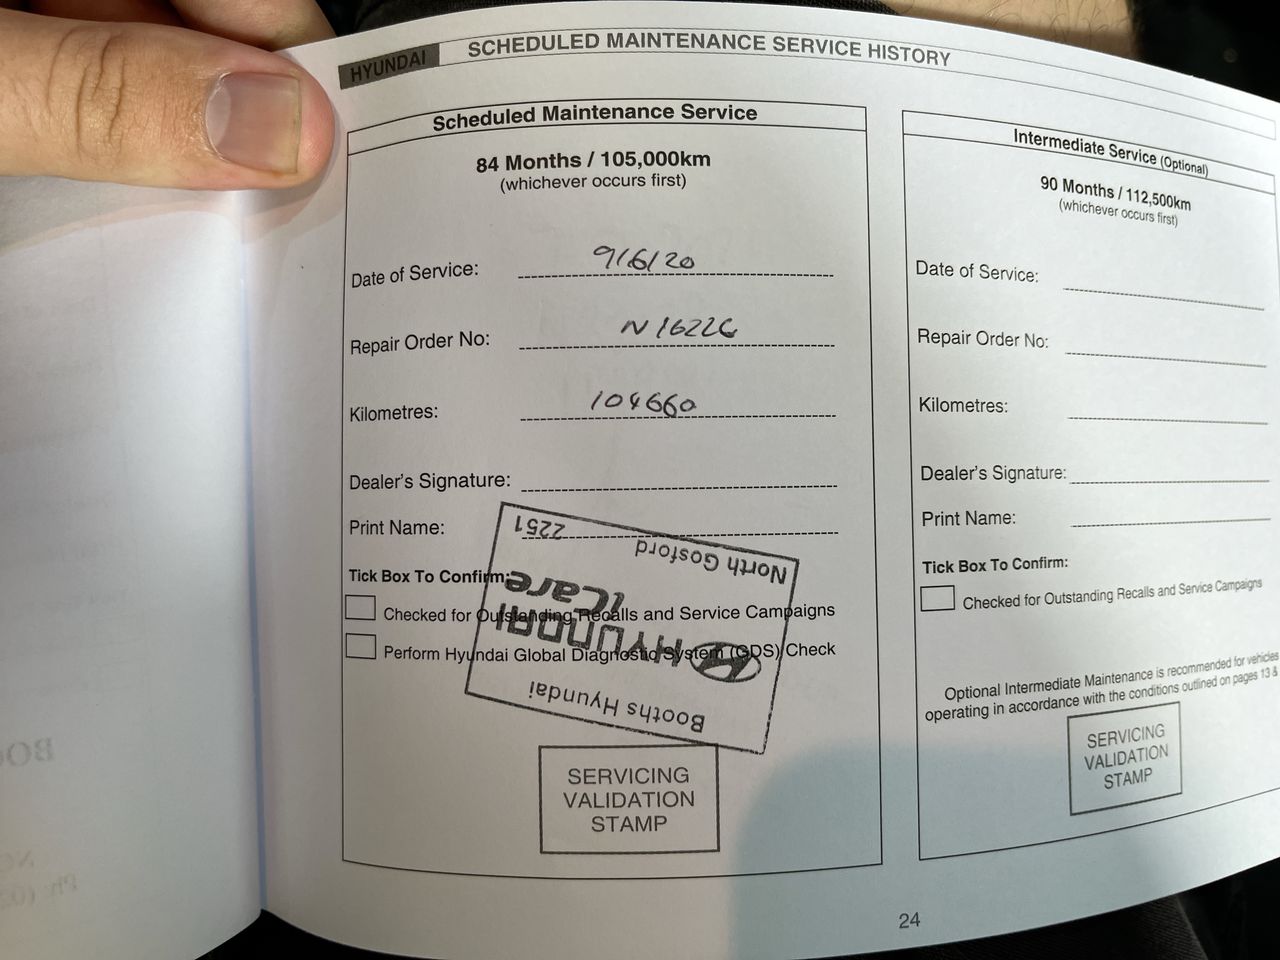 HYUNDAI
SCHEDULED MAINTENANCE SERVICE HISTORY
Scheduled Maintenance Service
84 Months / 105,000km
(whichever occurs first)
Date of Service: 9/6/20
Repair Order No: N16226
Kilometres: 104660
Dealer's Signature:
Print Name:
Tick Box To Confirm:
Checked for Outstanding Recalls and Service Campaigns
Perform Hyundai Global Diagnostic System (GDS) Check
Booths Hyundai
HYUNDAI
iCare
North Gosford 2251
SERVICING
VALIDATION
STAMP
Intermediate Service (Optional)
90 Months / 112,500km
(whichever occurs first)
Date of Service:
Repair Order No:
Kilometres:
Dealer's Signature:
Print Name:
Tick Box To Confirm:
Checked for Outstanding Recalls and Service Campaigns
Optional Intermediate Maintenance is recommended for vehicles
operating in accordance with the conditions outlined on pages 13 &
SERVICING
VALIDATION
STAMP
24